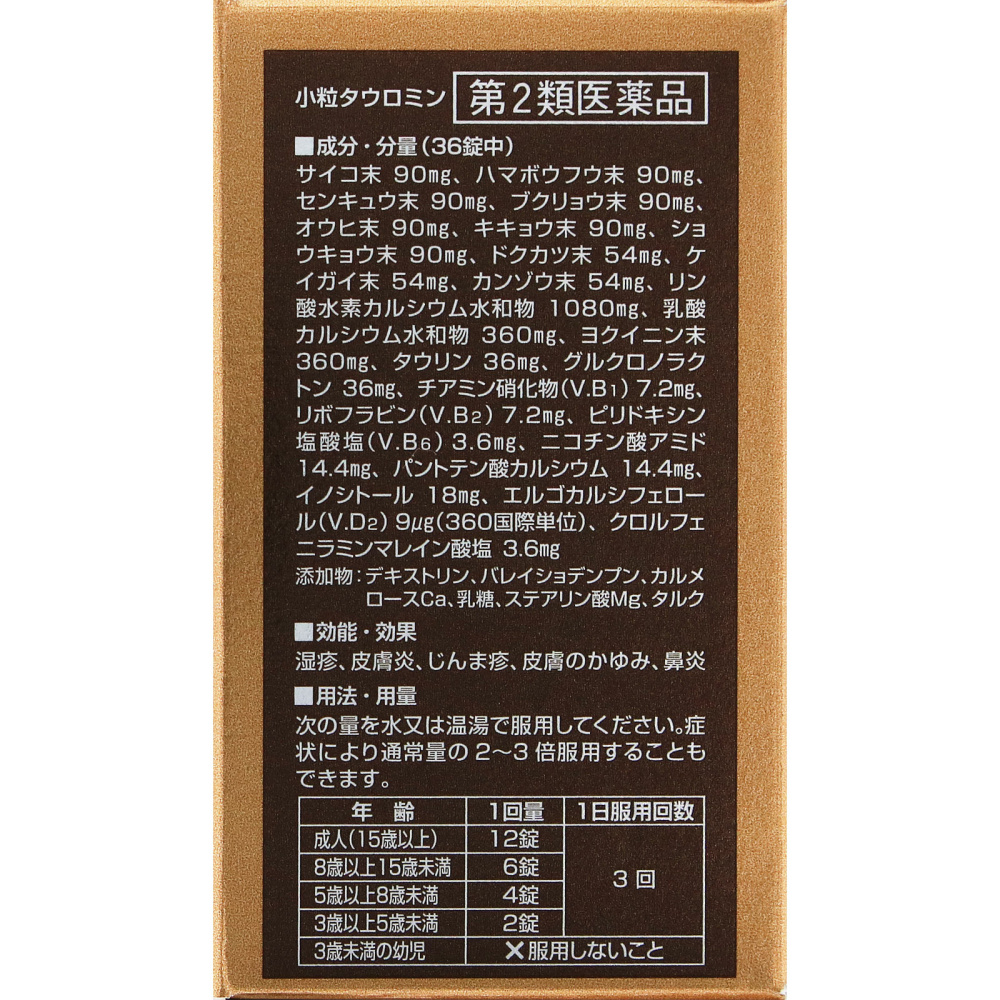 小粒タウロミン 第2類医薬品
■成分・分量(36錠中)
サイコ末 90mg、ハマボウフウ末 90mg、
センキュウ末 90mg、ブクリョウ末 90mg、
オウヒ末 90mg、キキョウ末 90mg、ショ
ウキョウ末 90mg、ドクカツ末 54mg、ケ
イガイ末 54mg、カンゾウ末 54mg、リン
酸水素カルシウム水和物 1080mg、乳酸
カルシウム水和物 360mg、ヨクイニン末
360mg、タウリン 36mg、グルクロノラク
トン 36mg、チアミン硝化物(V.B1) 7.2mg、
リボフラビン(V.B2) 7.2mg、ピリドキシン
塩酸塩(V.B6) 3.6mg、ニコチン酸アミド
14.4mg、パントテン酸カルシウム 14.4mg、
イノシトール 18mg、エルゴカルシフェロー
ル(V.D2) 9μg(360国際単位)、クロルフェ
ニラミンマレイン酸塩 3.6mg
添加物:デキストリン、バレイショデンプン、カルメ
ロースCa、乳糖、ステアリン酸Mg、タルク
■効能・効果
湿疹、皮膚炎、じんま疹、皮膚のかゆみ、鼻炎
■用法・用量
次の量を水又は温湯で服用してください。症
状により通常量の2〜3倍服用することも
できます。
年齢 1回量 1日服用回数
成人(15歳以上) 12錠
8歳以上15歳未満 6錠
3回
5歳以上8歳未満 4錠
3歳以上5歳未満 2錠
3歳未満の幼児 ×服用しないこと